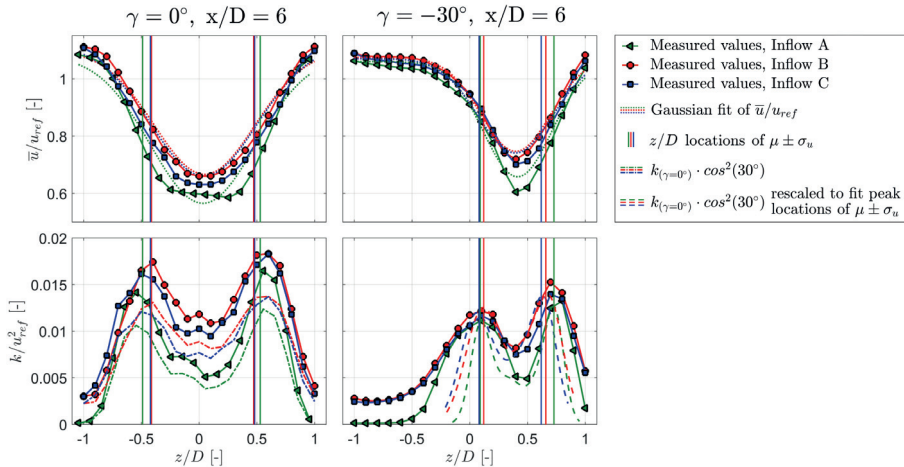 γ = 0°, x/D = 6
γ = −30°, x/D = 6
1
0.8
0.6
u̅/u_ref [-]
Measured values, Inflow A
Measured values, Inflow B
Measured values, Inflow C
Gaussian fit of u̅/u_ref
z/D locations of μ ± σ_u
k_(γ=0°) · cos²(30°)
k_(γ=0°) · cos²(30°) rescaled to fit peak
locations of μ ± σ_u
0.02
0.015
0.01
0.005
0
k/u²_ref [-]
-1 -0.5 0 0.5 1
-1 -0.5 0 0.5 1
z/D [-]
z/D [-]